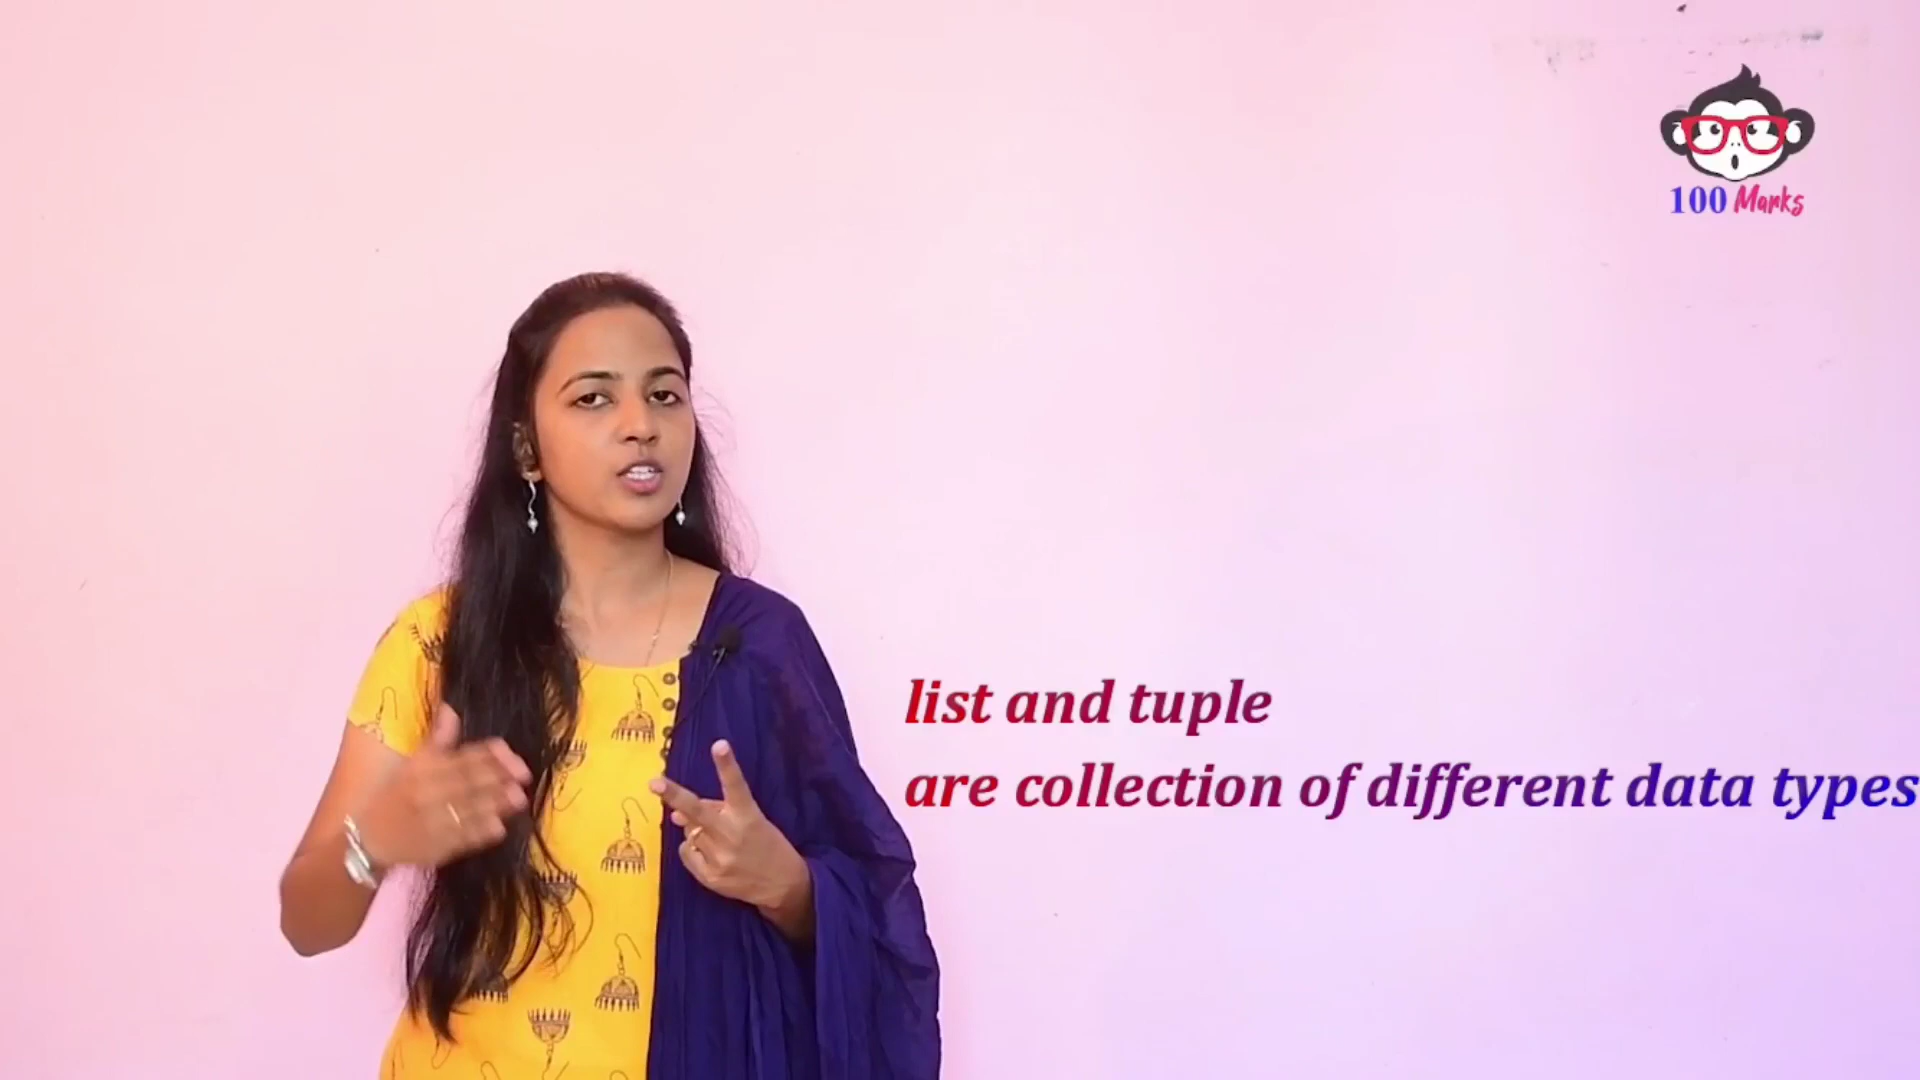 100 Marks
list and tuple
are collection of different data types